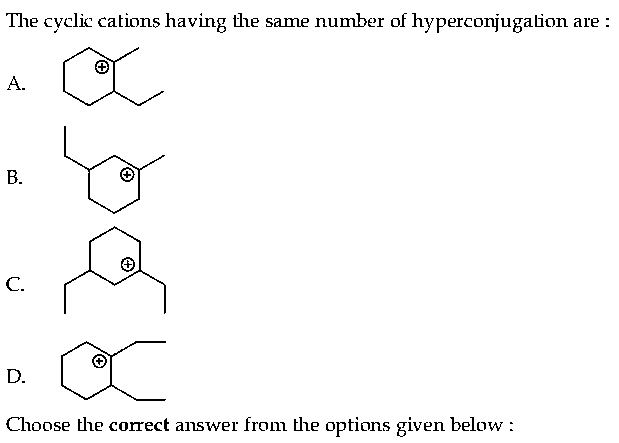 The cyclic cations having the same number of hyperconjugation are :
A.
⊕
B.
⊕
C.
⊕
D.
⊕
Choose the correct answer from the options given below :